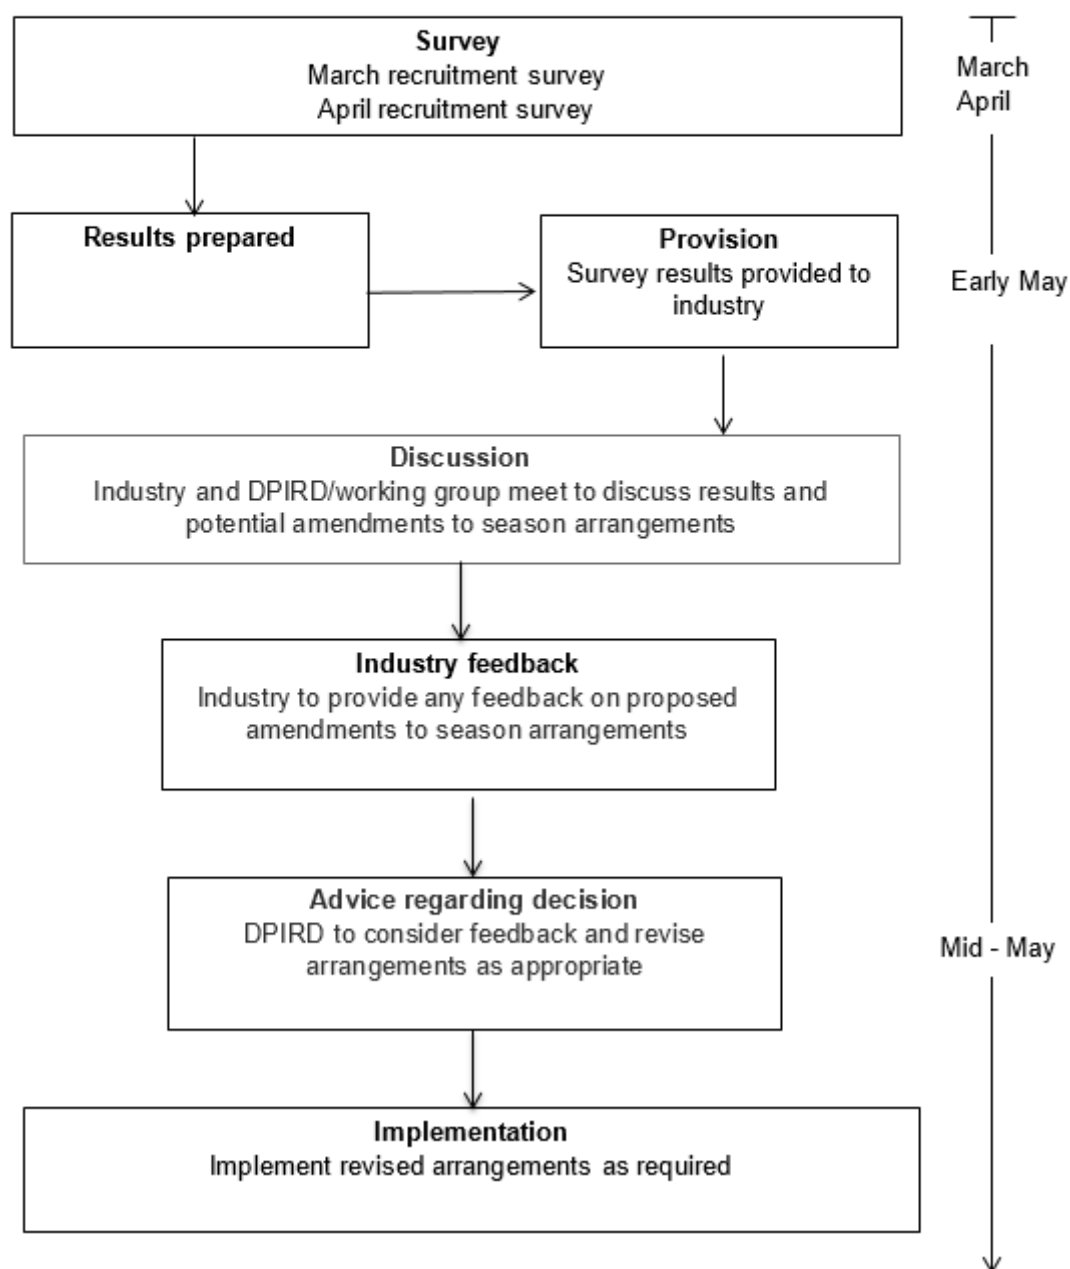 Survey
March recruitment survey
April recruitment survey
March
April
Results prepared
Provision
Survey results provided to
industry
Early May
Discussion
Industry and DPIRD/working group meet to discuss results and
potential amendments to season arrangements
Industry feedback
Industry to provide any feedback on proposed
amendments to season arrangements
Advice regarding decision
DPIRD to consider feedback and revise
arrangements as appropriate
Mid - May
Implementation
Implement revised arrangements as required